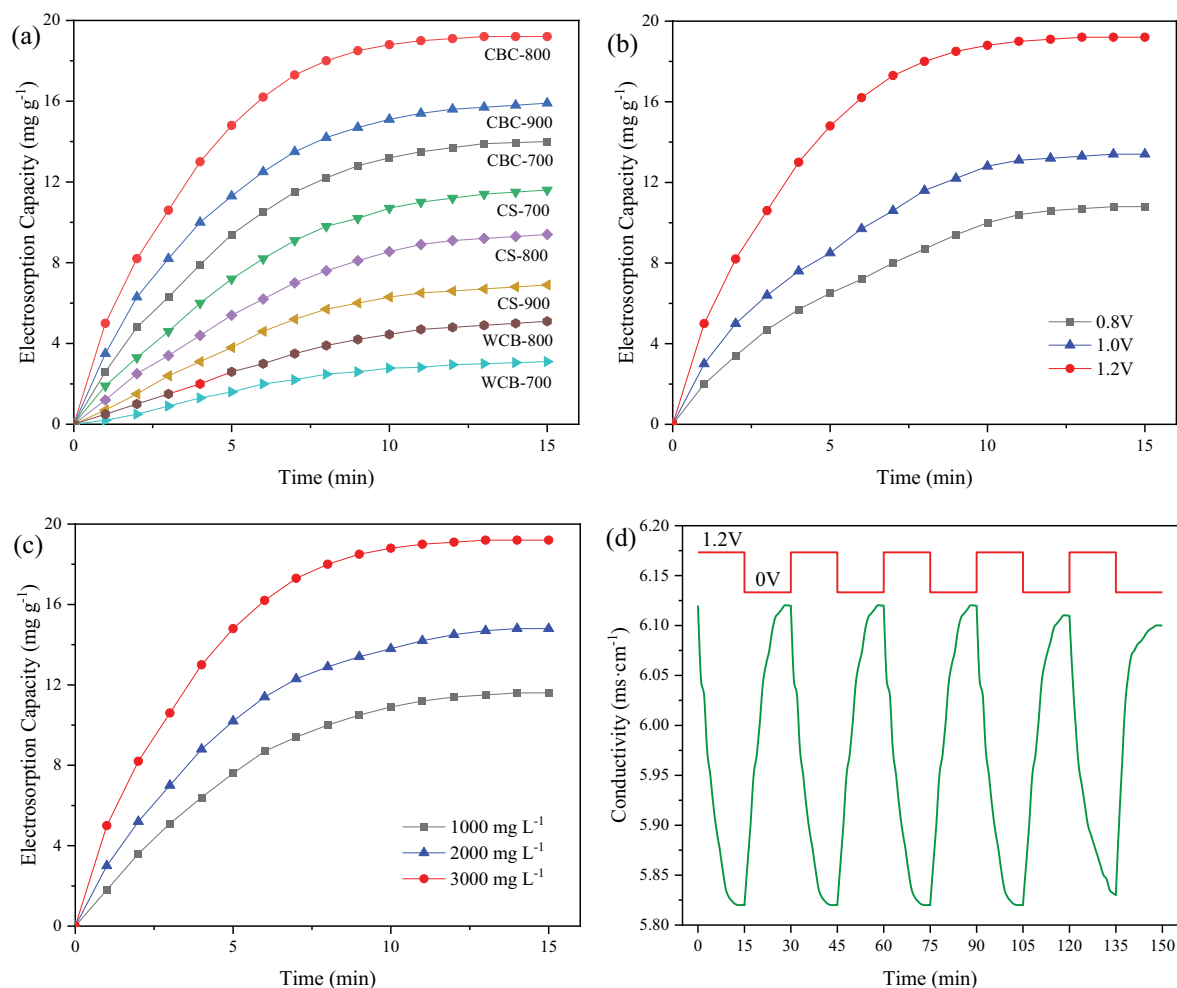 (a)
Electrosorption Capacity (mg g⁻¹)
20
16
12
8
4
0
CBC-800
CBC-900
CBC-700
CS-700
CS-800
CS-900
WCB-800
WCB-700
0 5 10 15
Time (min)
(b)
Electrosorption Capacity (mg g⁻¹)
20
16
12
8
4
0
0.8V
1.0V
1.2V
0 5 10 15
Time (min)
(c)
Electrosorption Capacity (mg g⁻¹)
20
16
12
8
4
0
1000 mg L⁻¹
2000 mg L⁻¹
3000 mg L⁻¹
0 5 10 15
Time (min)
(d)
Conductivity (ms·cm⁻¹)
6.20
6.15
6.10
6.05
6.00
5.95
5.90
5.85
5.80
1.2V
0V
0 15 30 45 60 75 90 105 120 135 150
Time (min)